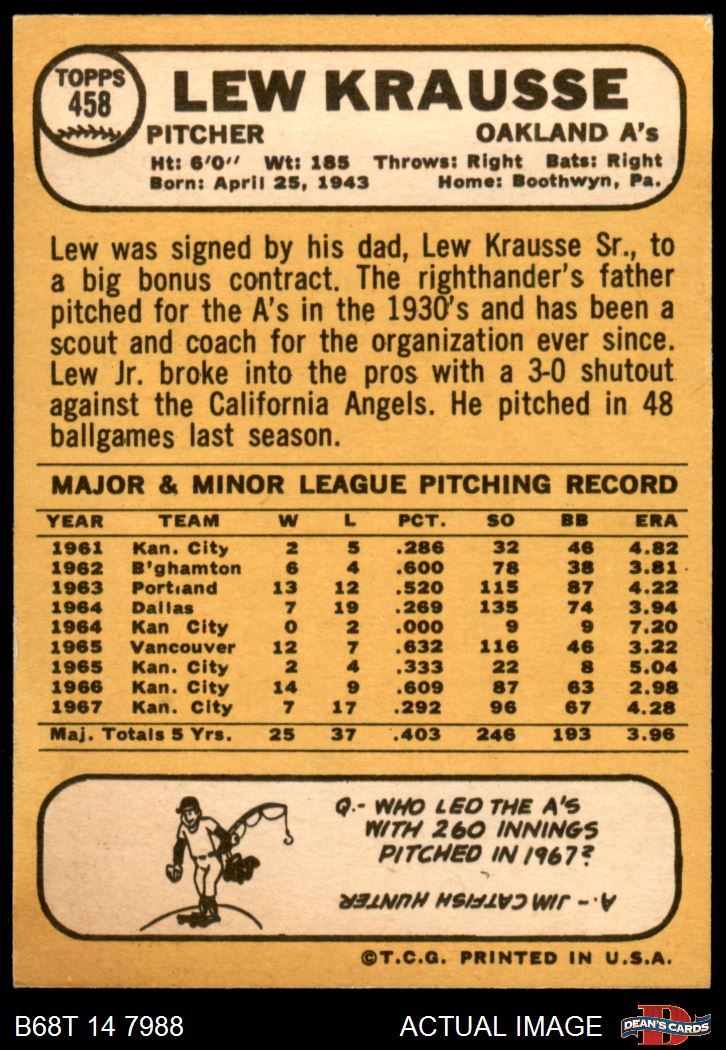 TOPPS
458
LEW KRAUSSE
PITCHER OAKLAND A's
Ht: 6'0" Wt: 185 Throws: Right Bats: Right
Born: April 25, 1943 Home: Boothwyn, Pa.
Lew was signed by his dad, Lew Krausse Sr., to
a big bonus contract. The righthander's father
pitched for the A's in the 1930's and has been a
scout and coach for the organization ever since.
Lew Jr. broke into the pros with a 3-0 shutout
against the California Angels. He pitched in 48
ballgames last season.
MAJOR & MINOR LEAGUE PITCHING RECORD
YEAR TEAM W L PCT. SO BB ERA
1961 Kan. City 2 5 .286 32 46 4.82
1962 B'ghamton 6 4 .600 78 38 3.81
1963 Portland 13 12 .520 115 87 4.22
1964 Dallas 7 19 .269 135 74 3.94
1964 Kan City 0 2 .000 9 9 7.20
1965 Vancouver 12 7 .632 116 46 3.22
1965 Kan. City 2 4 .333 22 8 5.04
1966 Kan. City 14 9 .609 87 63 2.98
1967 Kan. City 7 17 .292 96 67 4.28
Maj. Totals 5 Yrs. 25 37 .403 246 193 3.96
Q.- WHO LED THE A'S
WITH 260 INNINGS
PITCHED IN 1967?
A.- JIM CATFISH HUNTER
©T.C.G. PRINTED IN U.S.A.
B68T 14 7988 ACTUAL IMAGE
D
DEAN'S CARDS